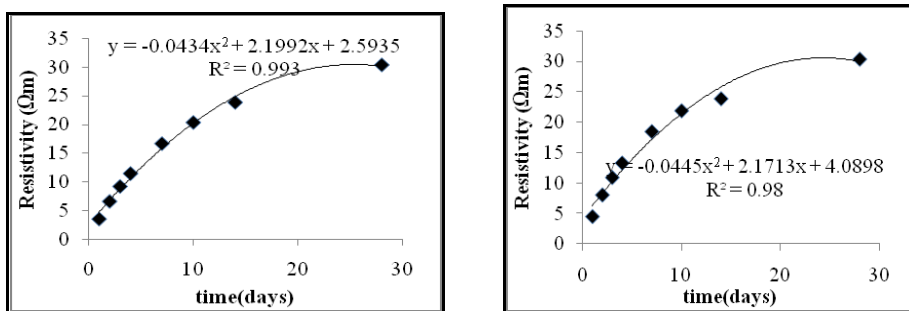 35
30
25
20
15
10
5
0
Resistivity (Ωm)
y = -0.0434x² + 2.1992x + 2.5935
R² = 0.993
0 10 20 30
time(days)
35
30
25
20
15
10
5
0
Resistivity (Ωm)
y = -0.0445x² + 2.1713x + 4.0898
R² = 0.98
0 10 20 30
time(days)